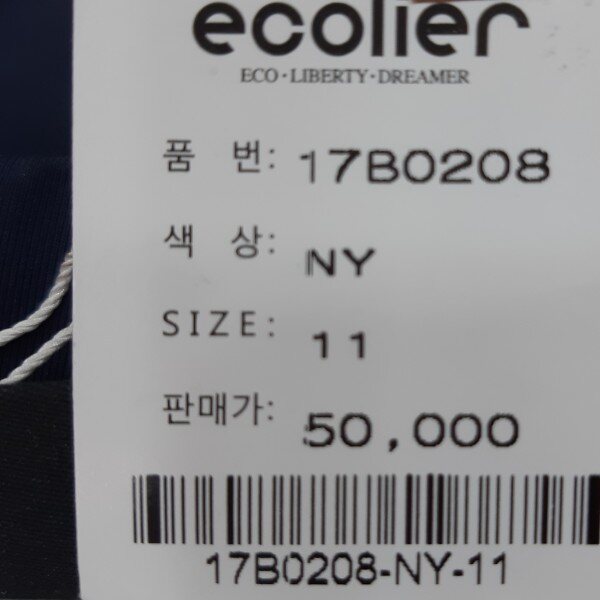 ecolier
ECO·LIBERTY·DREAMER
품 번: 17B0208
색 상: NY
SIZE: 11
판매가: 50,000
17B0208-NY-11